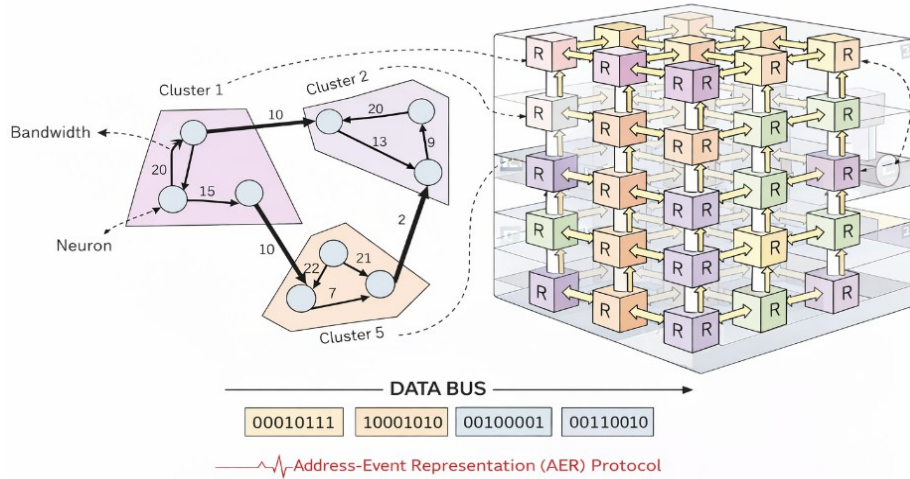 Cluster 1
Cluster 2
Bandwidth
10
20
13
9
20
15
Neuron
10
2
22
21
7
Cluster 5
R R R R R
R R R R R
R R R R R
R R R R R
R R R R R
R R R R R
DATA BUS
00010111 10001010 00100001 00110010
Address-Event Representation (AER) Protocol